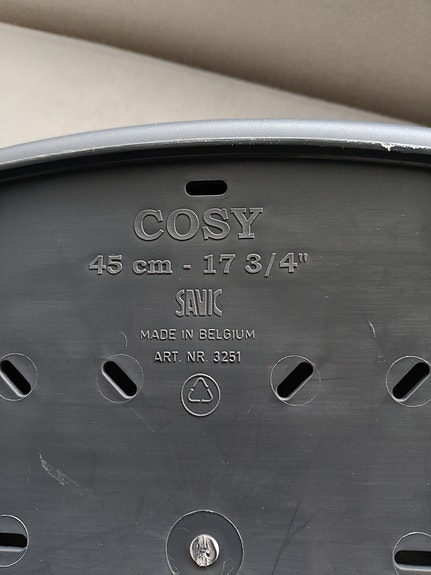 COSY
45 cm - 17 3/4"
SAVIC
MADE IN BELGIUM
ART. NR. 3251